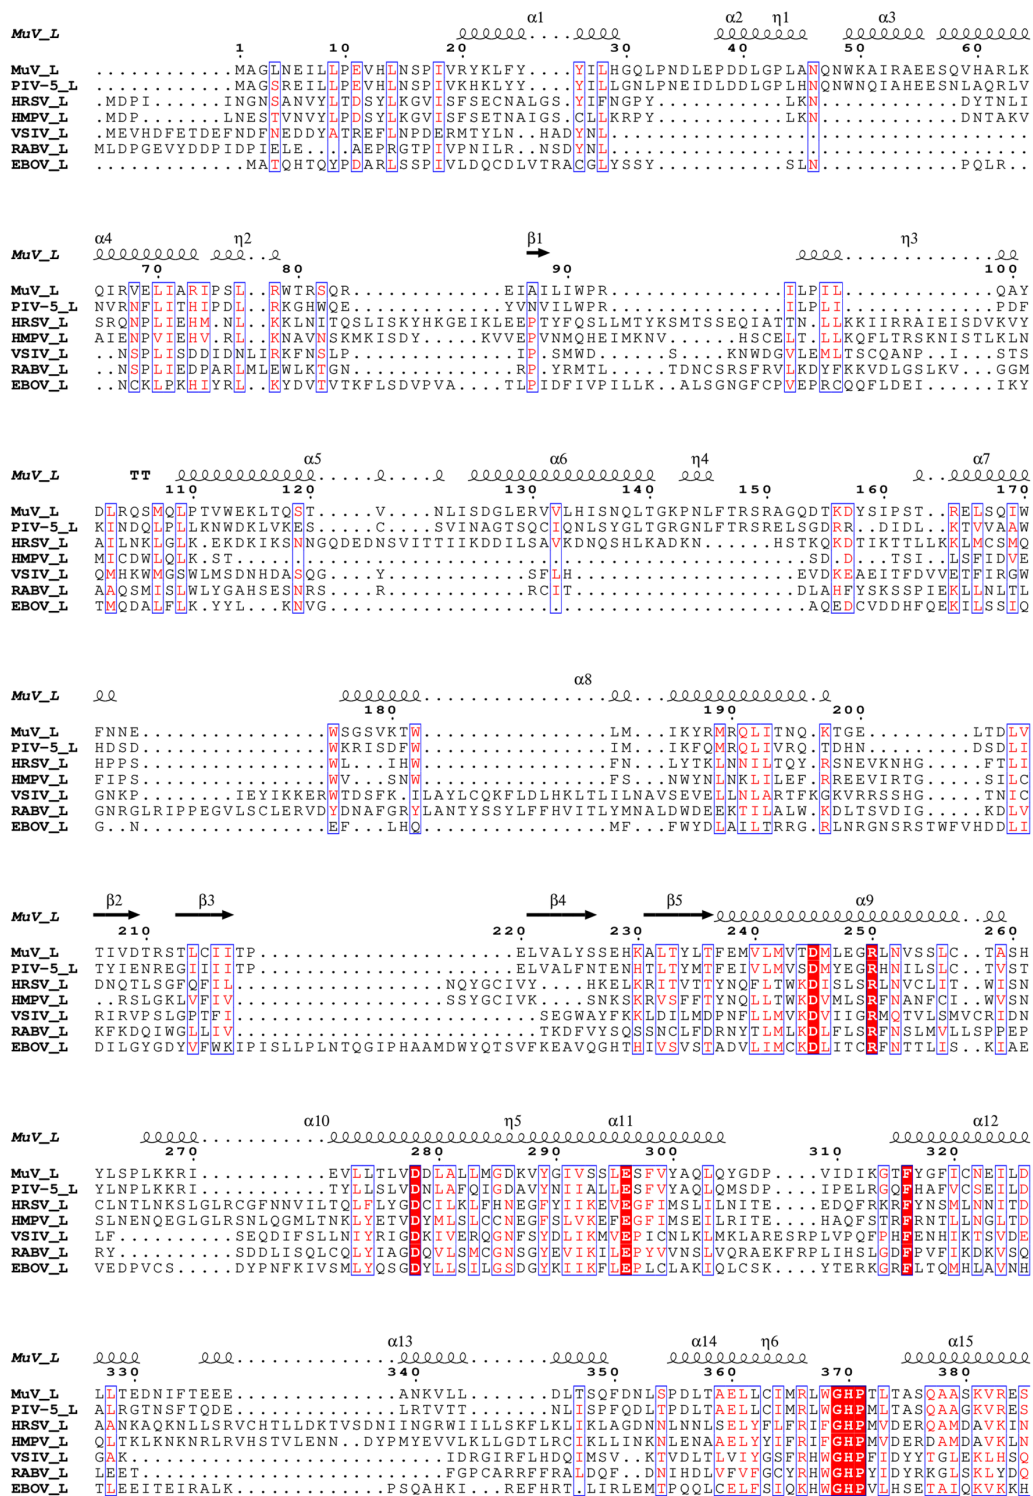 α1 α2 η1 α3
MuV_L
1 10 20 30 40 50 60
MuV_L ............MAGLNEILLPEVHLNSPIVRYKLFY....YILHGQLPNDLEPDDLGPLANQNWKAIRAEESQVHARLK
PIV-5_L ............MAGSREILLPEVHLNSPIVKHKLYY....YILLGNLPNEIDLDDLGPLHNQNWNQIAHEESNLAQRLV
HRSV_L .MDPI.....INGNSANVYLTDSYLKGVISFSECNALGS.YIFNGPY......LKN............DYTNLI
HMPV_L .MDP......LNESTVNVYLPDSYLKGVISFSETNAIGS.CLLKRPY......LKN............DNTAKV
VSIV_L .MEVHDFETDEFNDFNEDDYATREFLNPDERMTYLN.HADYNL
RABV_L MLDPGEVYDDPIDPIELE..AEPRGTPIVPNILR.NSDYNL
EBOV_L ............MATQHTQYPDARLSSPIVLDQCDLVTRACGLYSSY.....SLN.......PQLR..
α4 η2 β1 η3
MuV_L
70 80 90 100
MuV_L QIRVELIARIPSL..RWTRSQR...............EIAILIWPR................ILPIL.............QAY
PIV-5_L NVRNFLITHIPDL..RKGHWQE...............YVNVILWPR................ILPLI.............PDF
HRSV_L SRQNPLIEHM.NL..KKLNITQSLISKYHKGEIKLEEPTYFQSLLMTYKSMTSSEQIATTN.LLKKIIRRAIEISDVKVY
HMPV_L AIENPVIEHV.RL..KNAVNSKMKISDY....KVVEPVNMQHEIMKNV.....HSCELT.LLKQFLTRSKNISTLKLN
VSIV_L ..NSPLISDDIDNLIRKFNSLP.............IP.SMWD..S.....KNWDGVLEMLTSCQANP...STS
RABV_L ..NSPLIEDPARLMLEWLKTGN.............RP.YRMTL...TDNCSRSFRVLKDYFKKVDLGSLKVGGM
EBOV_L ..NCKLPKHIYRL..KYDVTVTKFLSDVPVA...TLPIDFIVPILLK.ALSGNGFCPVEPRCQQFLDEI...IKY
α5 α6 η4 α7
MuV_L TT
110 120 130 140 150 160 170
MuV_L DLRQSMQLLPTVWEKLTQST.....V...NLISDGLERVVLHISNQLTGKPNLFTRSRAGQDTKDYSIPST..RELSQIW
PIV-5_L KINDQLPLLKNWDKLVKES......C...SVINAGTSQCIQNLSYGLTGRGNLFTRSRELSGDRR..DIDL..KTVVAAW
HRSV_L AILNKLGLK.EKDKIKSNNGQDEDNSVITTIIKDDILSAVKDNQSHLKADKN......HSTKQKDTIKTTLLKKLMCSMQ
HMPV_L MICDWLQLK.ST.......................................SD.DT...TSI..LSFIDVE
VSIV_L QMHKWMGSWLMSDNHDASQG....Y.........SFLH................EVDKEAEITFDVVETFIRGW
RABV_L AAQSMISLWLYGAHSESNRS....R.........RCIT................DLAHFYSKSSPIEKLLNLTL
EBOV_L TMQDALFLK.YYL..KNVG.........................AQEDCVDDHFQEKILSSIQ
α8
MuV_L
180 190 200
MuV_L FNNE................WSGSVKTW................LM...IKYRMRQLITNQ.KTGE.......LTDLV
PIV-5_L HDSD................WKRISDFW................IM...IKFQMRQLIVRQ.TDHN.......DSDLI
HRSV_L HPPS................WL...IHW................FN...LYTKLNNILTQY.RSNEVKNHG....FTLI
HMPV_L FIPS................WV...SNW................FS...NWYNLNKLILEF.RREEVIRTG....SILC
VSIV_L GNKP........IEYIKKERWTDSFK.ILAYLCQKFLDLHKLTLILNAVSEVELLNLARTFKGKVRRSSHG.....TNIC
RABV_L GNRGLRIPPEGVLSCLERVDYDNAFGRYLANTYSSYLFFHVITLYMNALDWDEEKTILALW.KDLTSVDIG.....KDLV
EBOV_L G..N................EF...LHQ................MF...FWYDLAILTRRG.RLNRGNSRSTWFVHDDLI
β2 β3 β4 β5 α9
MuV_L
210 220 230 240 250 260
MuV_L TIVDTRSTLCIITP........................ELVALYSSEHKALTYLTFEMVLMVTDMLEGRLNVSSLC..TASH
PIV-5_L TYIENREGIIIITP........................ELVALFNTENHTLTYMTFEIVLMVSDMYEGRHNILSLC..TVST
HRSV_L DNQTLSGFQFILN....................NQYGCIVYHKELKRITVTTYNQFLTWKDISLSRLNVCLIT..WISN
HMPV_L ..RSLGKLVFIV....................SSYGCIVK.SNKSKRVSFFTYNQLLTWKDVMLSRFNANFCI..WVSN
VSIV_L RIRVPSLGPTFI....................SEGWAYFKKLDILMDPNFLLMVKDVIIGRMQTVLSMVCRIDN
RABV_L KFKDQIWGLLIV....................TKDFVYSQSSNCLFDRNYTLMLKDLFLSRFNSLMVLLSPPEP
EBOV_L DILGYGDYVFWKIPISLLPLNTQGIPHAAMDWYQTSVFKEAVQGHTHIVSVSTADVLIMCKDLITCRFNTTLIS..KIAE
α10 η5 α11 α12
MuV_L
270 280 290 300 310 320
MuV_L YLSPLKKRI...........EVLLTLVDDLALLMGDKVYGIVSSLESFVYAQLQYGDP....VIDIKGTFYGFICNEILD
PIV-5_L YLNPLKKRI...........TYLLSLVDNLAFQIGDAVYNIIALLESFVYAQLQMSDP....IPELRGQFHAFVCSEILD
HRSV_L CLNTLNKSLGLRCGFNNVILTQLFLYGDCILKLFHNEGFYIIKEVEGFIMSLILNITE....EDQFRKRFYNSMLNNITD
HMPV_L SLNENQEGLGLRSNLQGMLTNKLYETVDYMLSLCCNEGFSLVKEFEGFIMSEILRITE....HAQFSTRFRNTLLNGLTD
VSIV_L LF.........SEQDIFSLLNIYRIGDKIVERQGNFSYDLIKMVEPICNLKLMKLARESRPLVPQFPHFENHIKTSVDE
RABV_L RY.........SDDLISQLCQLYIAGDQVLSMCGNSGYEVIKILEPYVVNSLVQRAEKFRPLIHSLGDFPVFIKDKVSQ
EBOV_L VEDPVCS.....DYPNFKIVSMLYQSGDYLLSILGSDGYKIIKFLEPLCLAKIQLCSK....YTERKGRFLTQMHLAVNH
α13 α14 η6 α15
MuV_L
330 340 350 360 370 380
MuV_L LLTEDNIFTEEE..............ANKVLL.......DLTSQFDNLSPDLTAELLCIMRLWGHPTLTASQAASKVRES
PIV-5_L ALRGTNSFTQDE..............LRTVTT.......NLISPFQDLTPDLTAELLCIMRLWGHPMLTASQAAGKVRES
HRSV_L AANKAQKNLLSRVCHTLLDKTVSDNIINGRWIILLSKFLKLIKLAGDNNLNNLSELYFLFRIFGHPMVDERQAMDAVKIN
HMPV_L QLTKLKNKNRLRVHSTVLENN..DYPMYEVVLKLLGDTLRCIKLLINKNLENAAELYYIFRIFGHPMVDERDAMDAVKLN
VSIV_L GAK...................IDRGIRFLHDQIMSV..KTVDLTLVIYGSFRHWGHPFIDYYTGLEKLHSQ
RABV_L LEET..................FGPCARRFFRALDQF..DNIHDLVFVFGCYRHWGHPYIDYRKGLSKLYDQ
EBOV_L TLEEITEIRALK..........PSQAHKI...REFHRT.LIRLEMTPQQLCELFSIQKHWGHPVLHSETAIQKVKKE